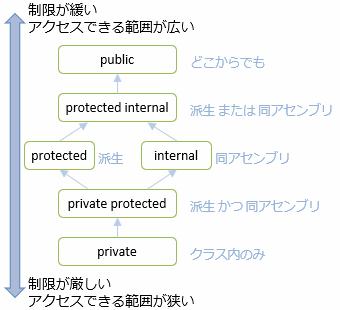 制限が緩い
アクセスできる範囲が広い
public どこからでも
protected internal 派生 または 同アセンブリ
protected 派生 internal 同アセンブリ
private protected 派生 かつ 同アセンブリ
private クラス内のみ
制限が厳しい
アクセスできる範囲が狭い